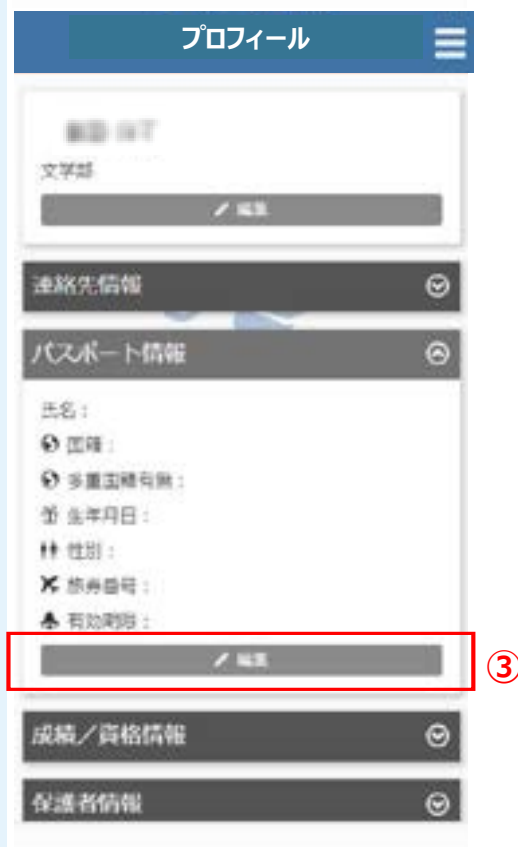 プロフィール
文学部
編集
連絡先情報
パスポート情報
氏名：
国籍：
多重国籍有無：
生年月日：
性別：
旅券番号：
有効期限：
編集
③
成績／資格情報
保護者情報